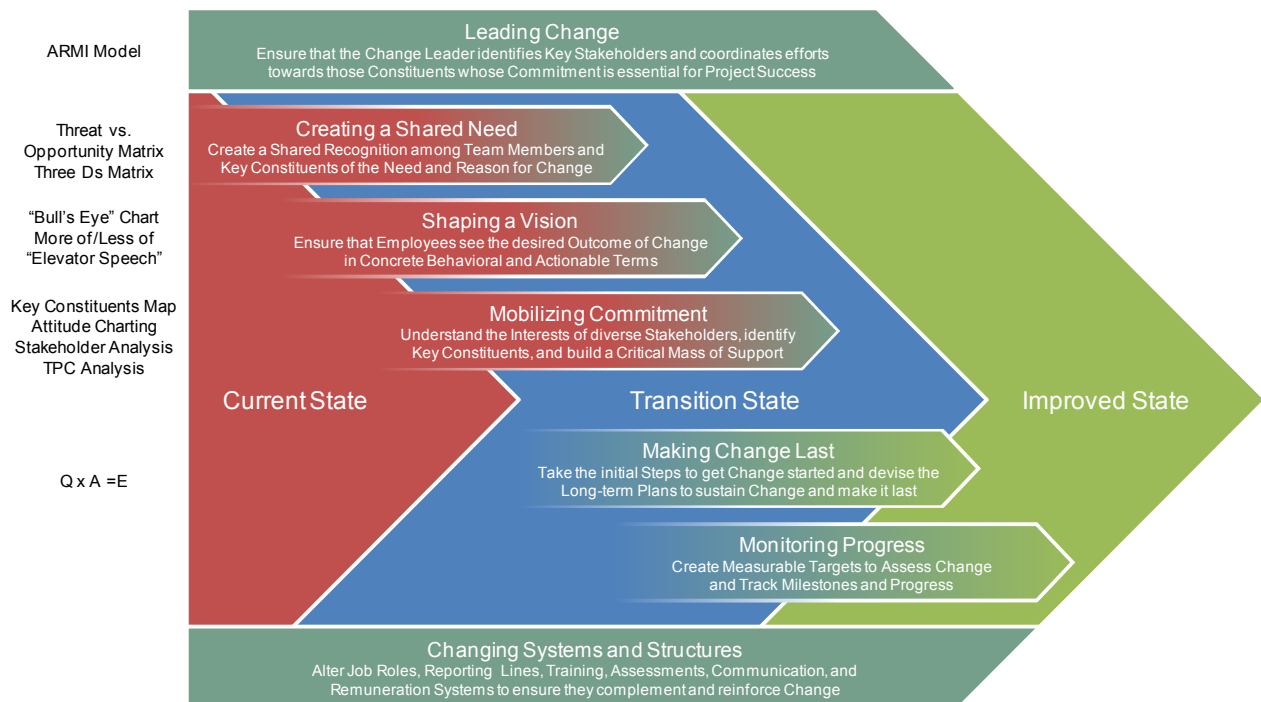 ARMI Model
Leading Change
Ensure that the Change Leader identifies Key Stakeholders and coordinates efforts
towards those Constituents whose Commitment is essential for Project Success
Threat vs.
Opportunity Matrix
Three Ds Matrix
Creating a Shared Need
Create a Shared Recognition among Team Members and
Key Constituents of the Need and Reason for Change
“Bull’s Eye” Chart
More of/Less of
“Elevator Speech”
Shaping a Vision
Ensure that Employees see the desired Outcome of Change
in Concrete Behavioral and Actionable Terms
Key Constituents Map
Attitude Charting
Stakeholder Analysis
TPC Analysis
Mobilizing Commitment
Understand the Interests of diverse Stakeholders, identify
Key Constituents, and build a Critical Mass of Support
Current State
Transition State
Improved State
Q x A =E
Making Change Last
Take the initial Steps to get Change started and devise the
Long-term Plans to sustain Change and make it last
Monitoring Progress
Create Measurable Targets to Assess Change
and Track Milestones and Progress
Changing Systems and Structures
Alter Job Roles, Reporting Lines, Training, Assessments, Communication, and
Remuneration Systems to ensure they complement and reinforce Change